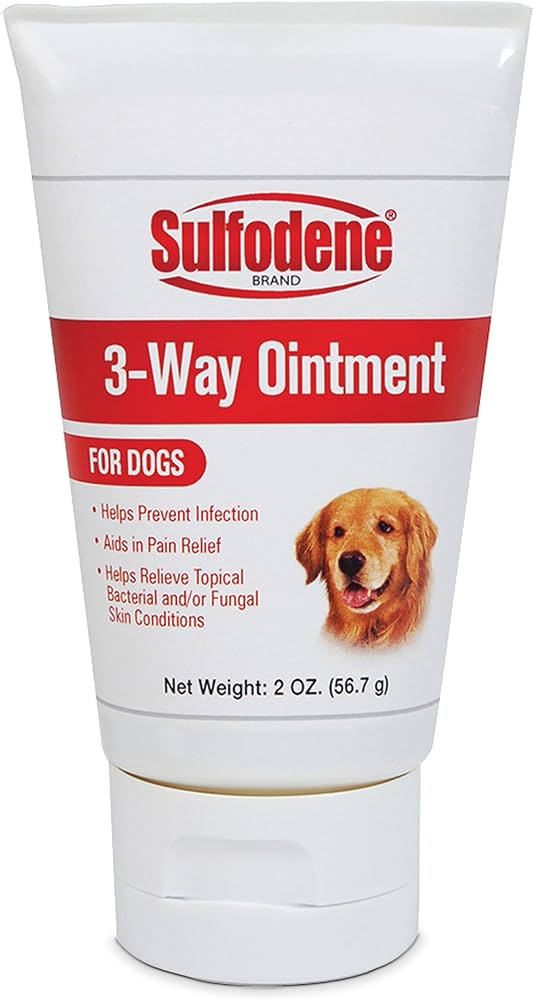 Sulfodene®
BRAND
3-Way Ointment
FOR DOGS
• Helps Prevent Infection
• Aids in Pain Relief
• Helps Relieve Topical
Bacterial and/or Fungal
Skin Conditions
Net Weight: 2 OZ. (56.7 g)